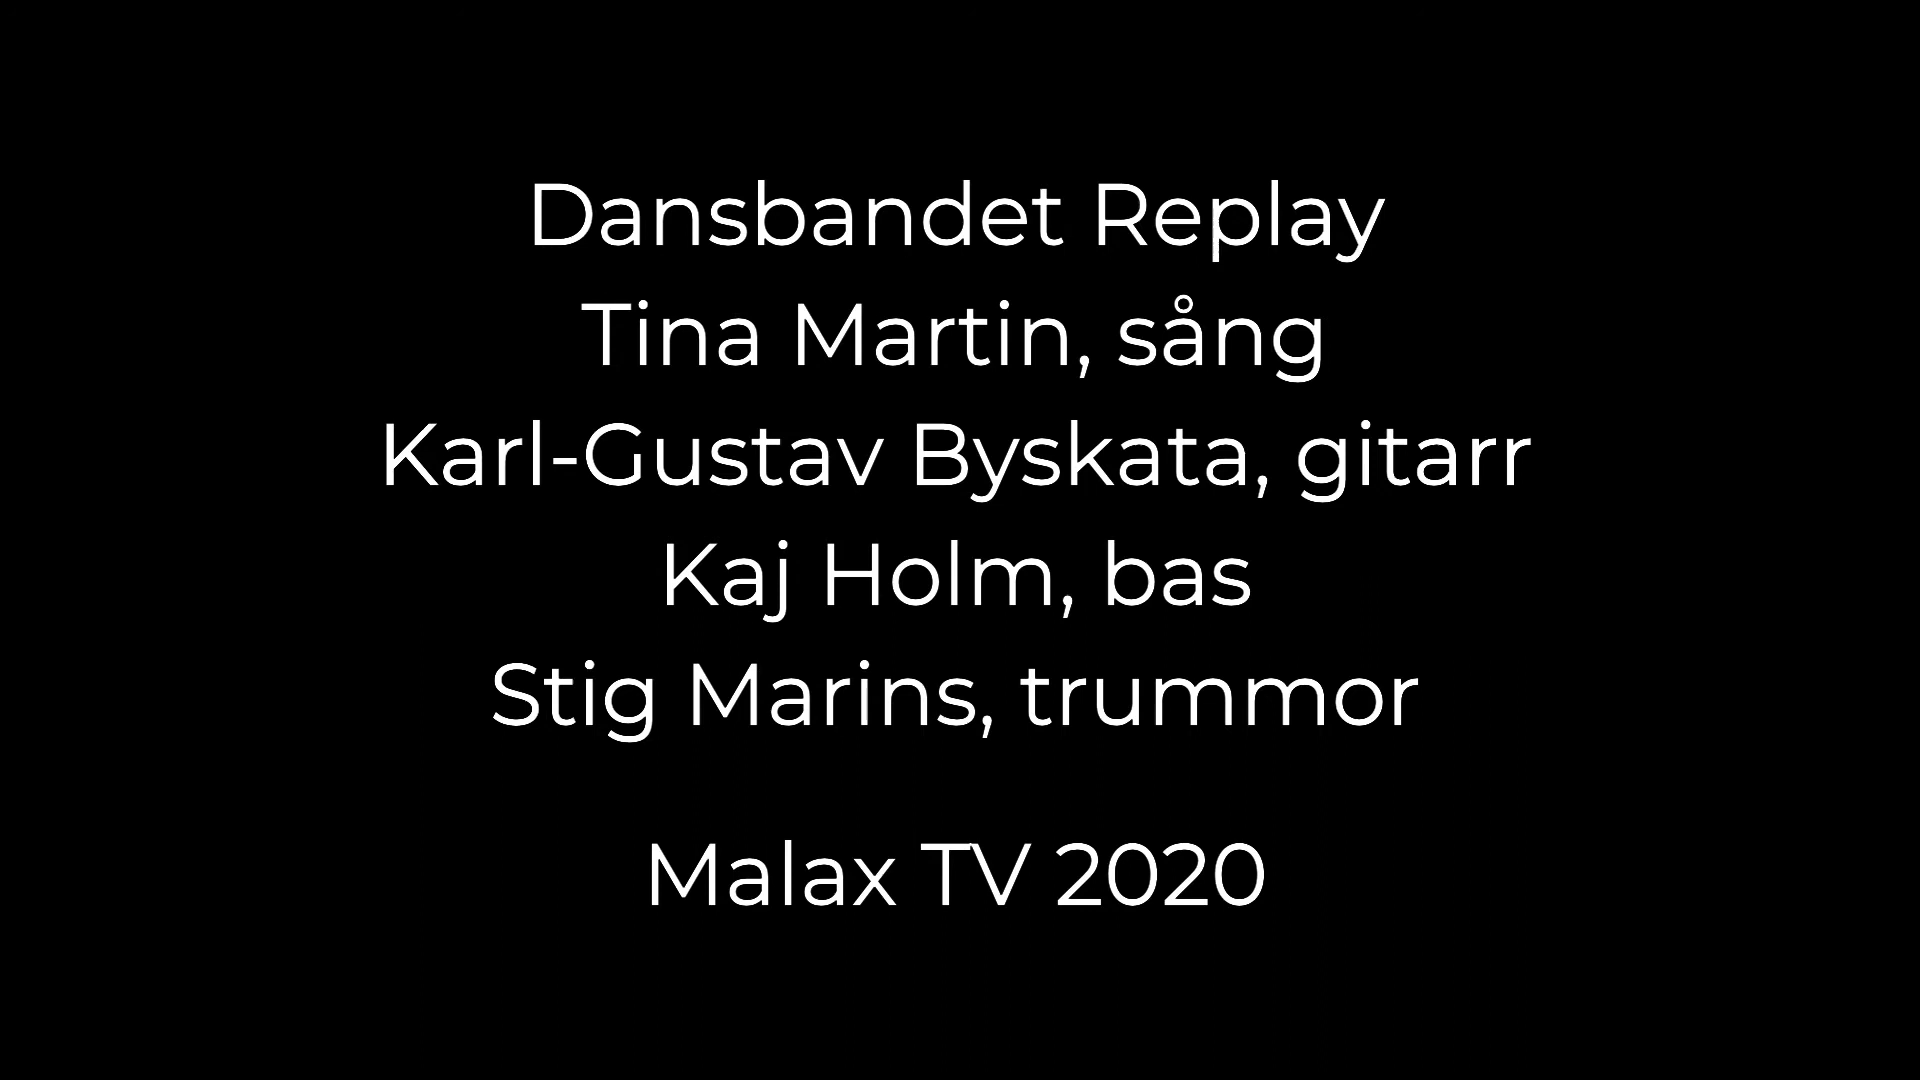 Dansbandet Replay
Tina Martin, sång
Karl-Gustav Byskata, gitarr
Kaj Holm, bas
Stig Marins, trummor
Malax TV 2020